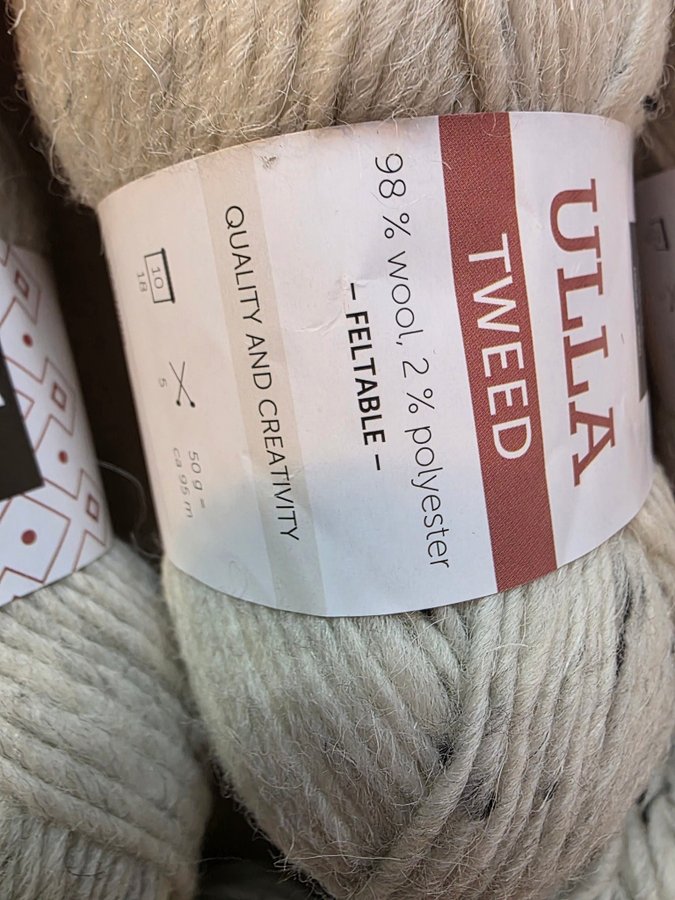 ULLA
TWEED
98 % wool, 2 % polyester
– FELTABLE –
QUALITY AND CREATIVITY
10
18
5
50 g =
ca 95 m